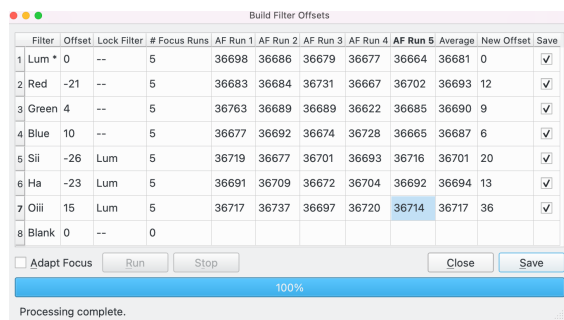 Build Filter Offsets
Filter Offset Lock Filter # Focus Runs AF Run 1 AF Run 2 AF Run 3 AF Run 4 AF Run 5 Average New Offset Save
1 Lum * 0 -- 5 36698 36686 36679 36677 36664 36681 0
2 Red -21 -- 5 36683 36684 36731 36667 36702 36693 12
3 Green 4 -- 5 36763 36689 36689 36622 36685 36690 9
4 Blue 10 -- 5 36677 36692 36674 36728 36665 36687 6
5 Sii -26 Lum 5 36719 36677 36701 36693 36716 36701 20
6 Ha -23 Lum 5 36691 36709 36672 36704 36692 36694 13
7 Oiii 15 Lum 5 36717 36737 36697 36720 36714 36717 36
8 Blank 0 -- 0
Adapt Focus Run Stop Close Save
100%
Processing complete.